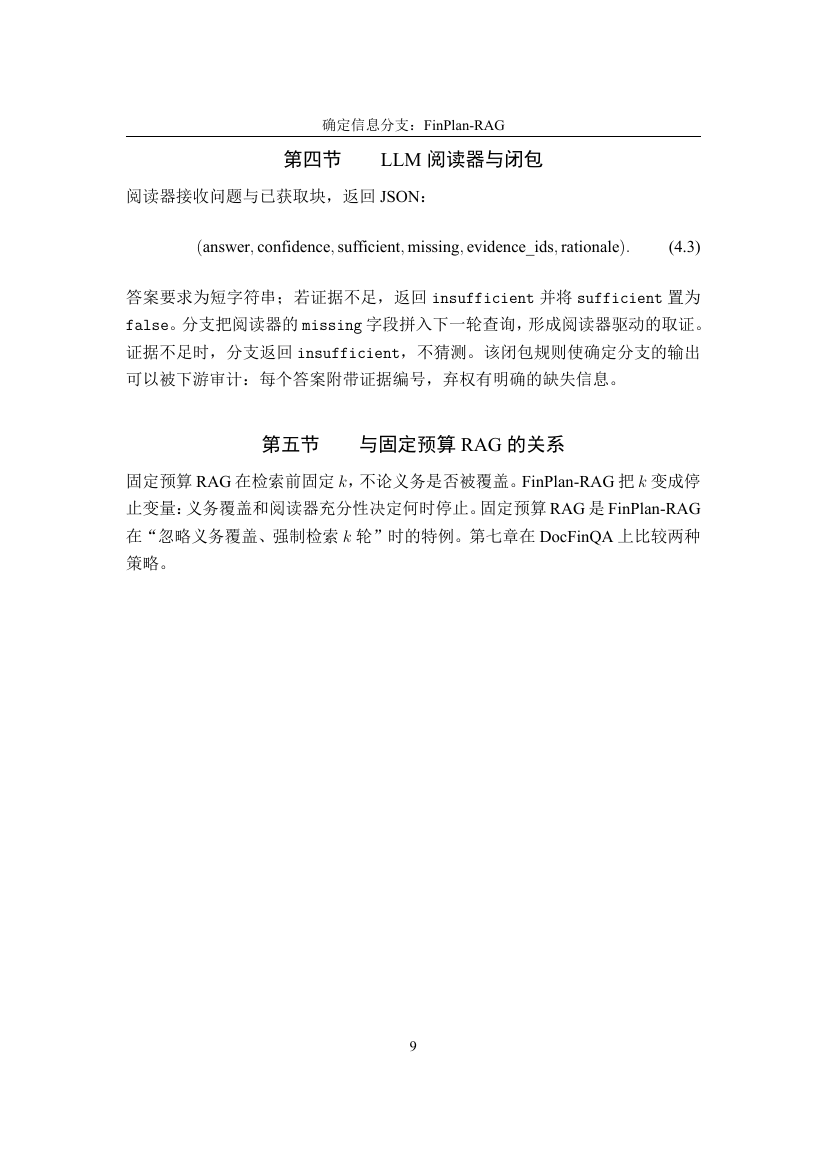 确定信息分支：FinPlan-RAG
第四节 LLM 阅读器与闭包
阅读器接收问题与已获取块，返回 JSON：
(answer, confidence, sufficient, missing, evidence_ids, rationale). (4.3)
答案要求为短字符串；若证据不足，返回 insufficient 并将 sufficient 置为
false。分支把阅读器的 missing 字段拼入下一轮查询，形成阅读器驱动的取证。
证据不足时，分支返回 insufficient，不猜测。该闭包规则使确定分支的输出
可以被下游审计：每个答案附带证据编号，弃权有明确的缺失信息。
第五节 与固定预算 RAG 的关系
固定预算 RAG 在检索前固定 k，不论义务是否被覆盖。FinPlan-RAG 把 k 变成停
止变量：义务覆盖和阅读器充分性决定何时停止。固定预算 RAG 是 FinPlan-RAG
在“忽略义务覆盖、强制检索 k 轮”时的特例。第七章在 DocFinQA 上比较两种
策略。
9